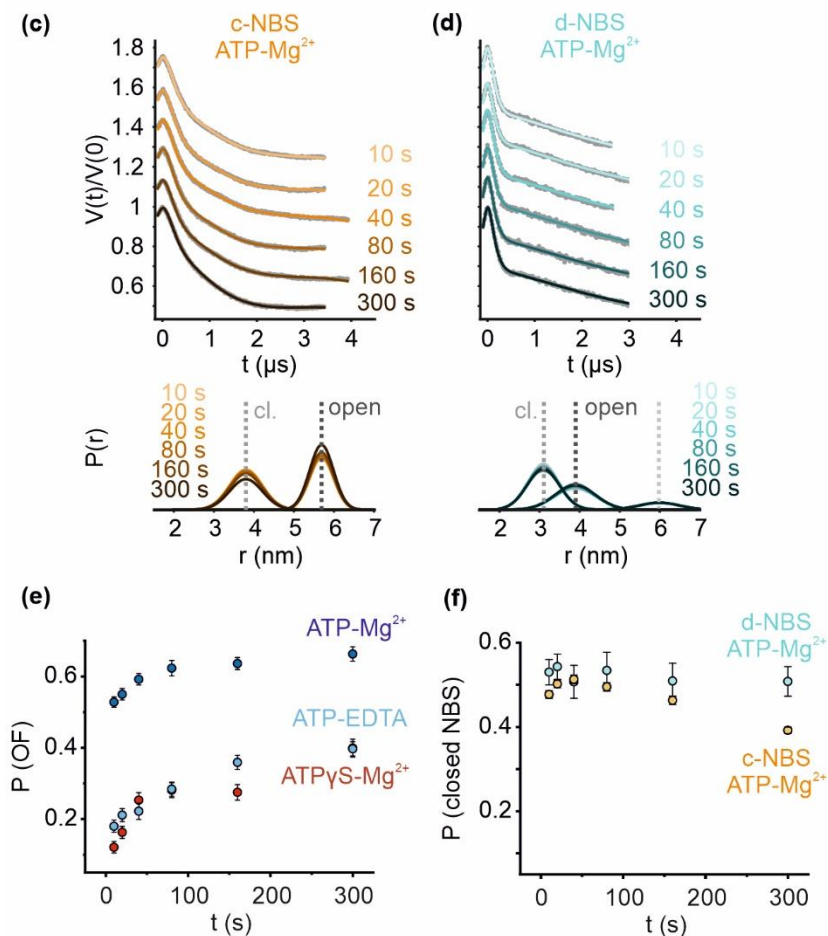 (c)
c-NBS
ATP-Mg²⁺
1.8
1.6
1.4
1.2
1
0.8
0.6
V(t)/V(0)
10 s
20 s
40 s
80 s
160 s
300 s
0 1 2 3 4
t (µs)
10 s
20 s
40 s
80 s
160 s
300 s
cl.
open
P(r)
2 3 4 5 6 7
r (nm)
(d)
d-NBS
ATP-Mg²⁺
10 s
20 s
40 s
80 s
160 s
300 s
0 1 2 3 4
t (µs)
cl.
open
10 s
20 s
40 s
80 s
160 s
300 s
2 3 4 5 6 7
r (nm)
(e)
ATP-Mg²⁺
ATP-EDTA
ATPγS-Mg²⁺
0.6
0.4
0.2
P (OF)
0 100 200 300
t (s)
(f)
d-NBS
ATP-Mg²⁺
c-NBS
ATP-Mg²⁺
0.6
0.5
0.2
P (closed NBS)
0 100 200 300
t (s)